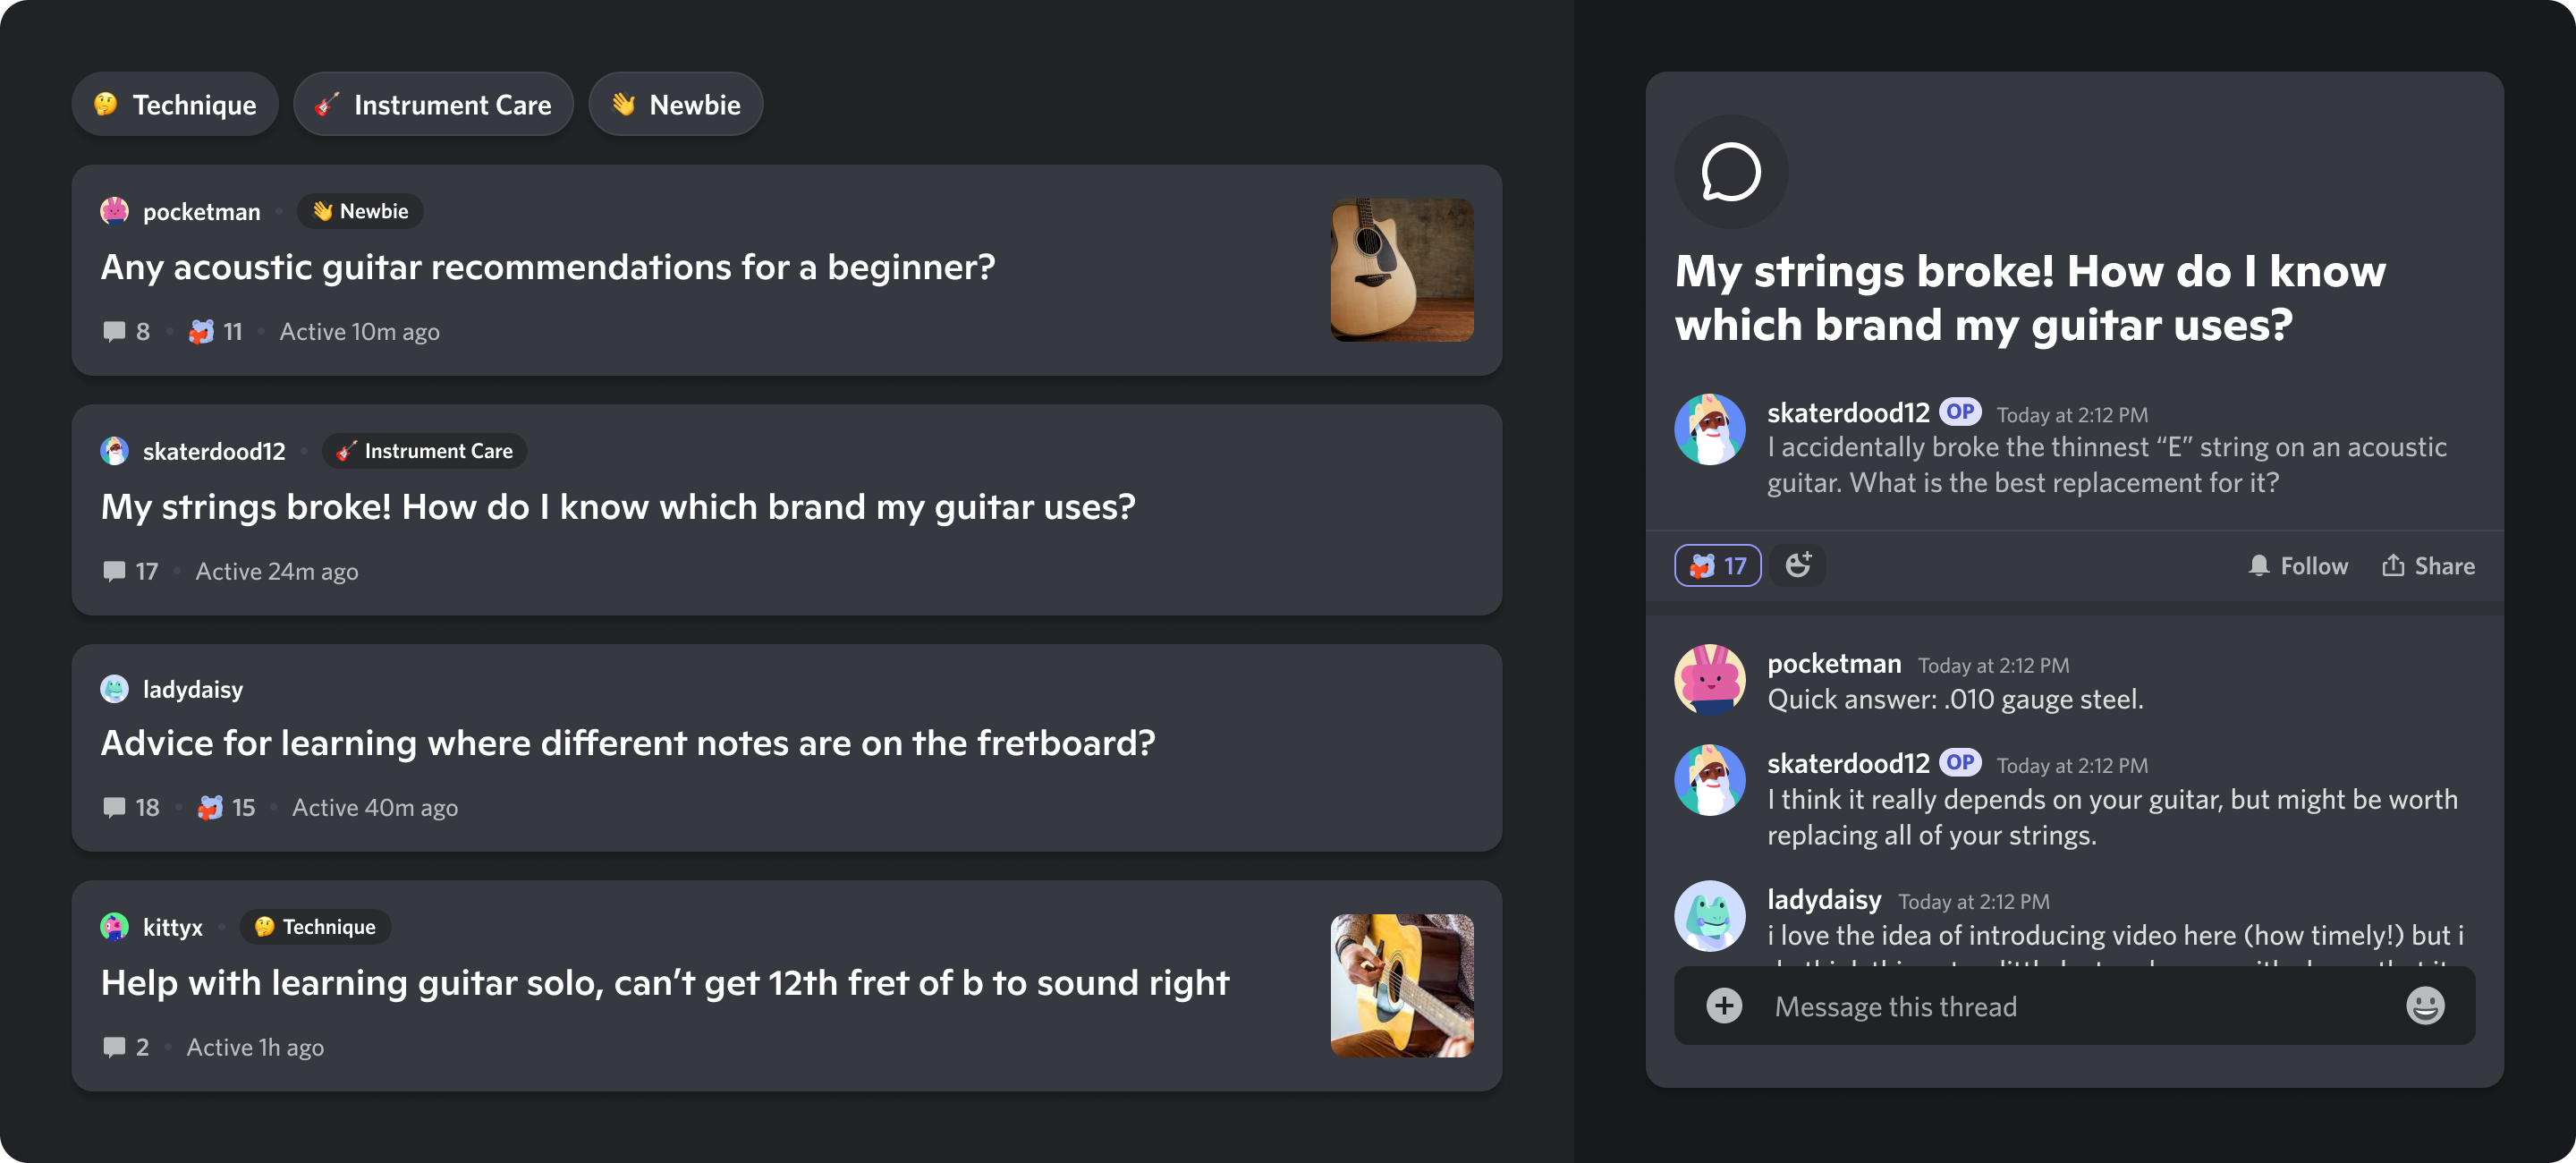 🤔 Technique
🎸 Instrument Care
👋 Newbie
pocketman • 👋 Newbie
Any acoustic guitar recommendations for a beginner?
8 • 11 • Active 10m ago
skaterdood12 • 🎸 Instrument Care
My strings broke! How do I know which brand my guitar uses?
17 • Active 24m ago
ladydaisy
Advice for learning where different notes are on the fretboard?
18 • 15 • Active 40m ago
kittyx • 🤔 Technique
Help with learning guitar solo, can’t get 12th fret of b to sound right
2 • Active 1h ago
My strings broke! How do I know
which brand my guitar uses?
skaterdood12 OP Today at 2:12 PM
I accidentally broke the thinnest “E” string on an acoustic
guitar. What is the best replacement for it?
17
Follow
Share
pocketman Today at 2:12 PM
Quick answer: .010 gauge steel.
skaterdood12 OP Today at 2:12 PM
I think it really depends on your guitar, but might be worth
replacing all of your strings.
ladydaisy Today at 2:12 PM
i love the idea of introducing video here (how timely!) but i
Message this thread